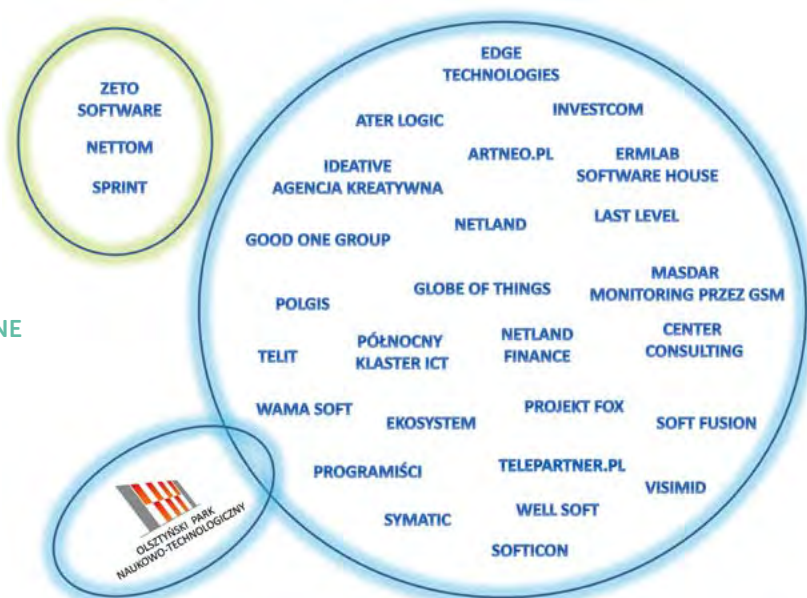 ZETO
SOFTWARE
NETTOM
SPRINT
EDGE
TECHNOLOGIES
INVESTCOM
ATER LOGIC
ARTNEO.PL
ERMLAB
SOFTWARE HOUSE
IDEATIVE
AGENCJA KREATYWNA
LAST LEVEL
NETLAND
GOOD ONE GROUP
MASDAR
MONITORING PRZEZ GSM
GLOBE OF THINGS
POLGIS
NE
CENTER
CONSULTING
NETLAND
FINANCE
PÓŁNOCNY
KLASTER ICT
TELIT
WAMA SOFT
PROJEKT FOX
EKOSYSTEM
SOFT FUSION
PROGRAMIŚCI
TELEPARTNER.PL
VISIMID
WELL SOFT
SYMATIC
SOFTICON
OLSZTYŃSKI PARK
NAUKOWO-TECHNOLOGICZNY